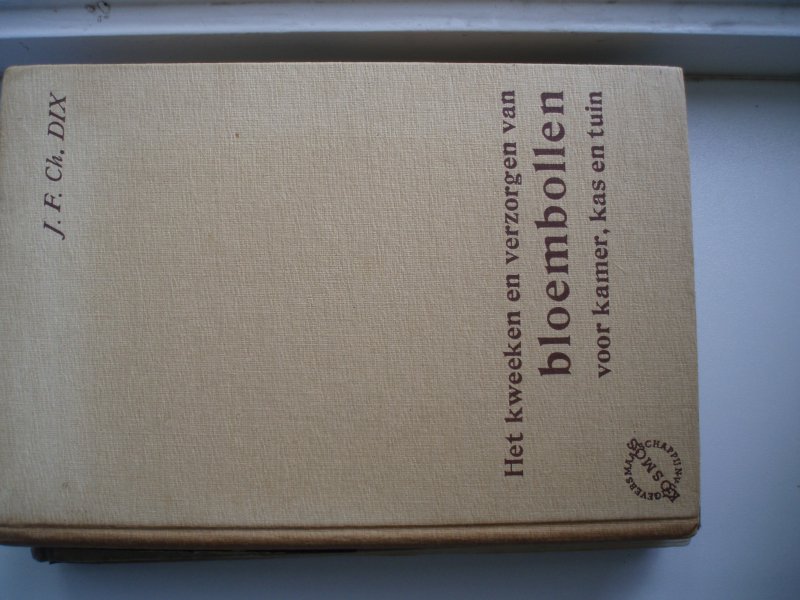 J. F. Ch. DIX
Het kweeken en verzorgen van
bloembollen
voor kamer, kas en tuin